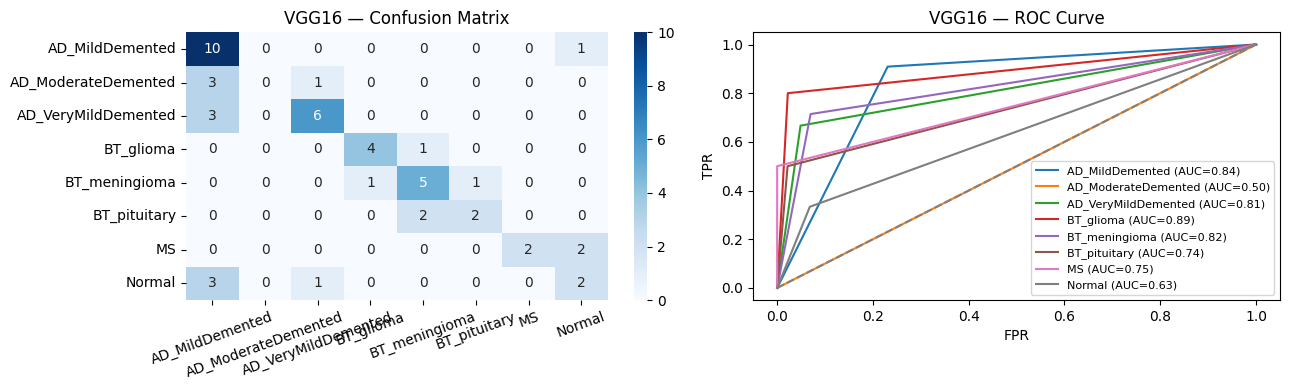 VGG16 — Confusion Matrix
AD_MildDemented 10 0 0 0 0 0 0 1
AD_ModerateDemented 3 0 1 0 0 0 0 0
AD_VeryMildDemented 3 0 6 0 0 0 0 0
BT_glioma 0 0 0 4 1 0 0 0
BT_meningioma 0 0 0 1 5 1 0 0
BT_pituitary 0 0 0 0 2 2 0 0
MS 0 0 0 0 0 0 2 2
Normal 3 0 1 0 0 0 0 2
AD_MildDemented
AD_ModerateDemented
AD_VeryMildDemented
BT_glioma
BT_meningioma
BT_pituitary
MS
Normal
10
8
6
4
2
0
VGG16 — ROC Curve
TPR
1.0
0.8
0.6
0.4
0.2
0.0
0.0 0.2 0.4 0.6 0.8 1.0
FPR
AD_MildDemented (AUC=0.84)
AD_ModerateDemented (AUC=0.50)
AD_VeryMildDemented (AUC=0.81)
BT_glioma (AUC=0.89)
BT_meningioma (AUC=0.82)
BT_pituitary (AUC=0.74)
MS (AUC=0.75)
Normal (AUC=0.63)